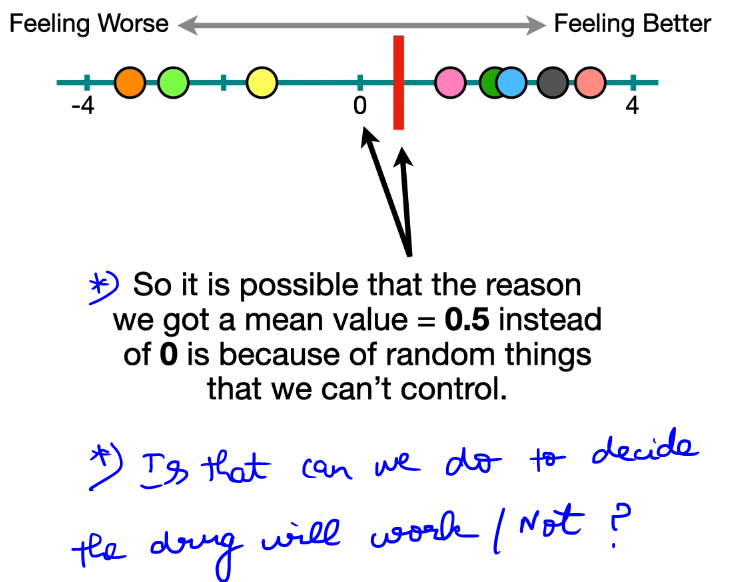 Feeling Worse Feeling Better
-4 0 4
*) So it is possible that the reason
we got a mean value = 0.5 instead
of 0 is because of random things
that we can't control.
*) Is that can we do to decide
the drug will work / Not ?